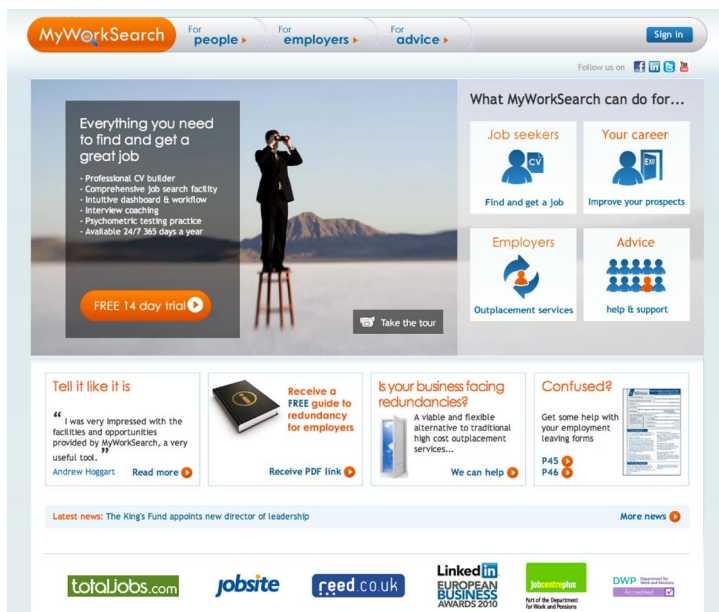 MyWorkSearch
For people
For employers
For advice
Sign in
Follow us on
Everything you need
to find and get a
great job
- Professional CV builder
- Comprehensive job search facility
- Intuitive dashboard & workflow
- Interview coaching
- Psychometric testing practice
- Available 24/7 365 days a year
FREE 14 day trial
Take the tour
What MyWorkSearch can do for...
Job seekers
CV
Find and get a job
Your career
EXIT
Improve your prospects
Employers
Outplacement services
Advice
help & support
Tell it like it is
“ I was very impressed with the
facilities and opportunities
provided by MyWorkSearch, a very
useful tool. ”
Andrew Hoggart
Read more
Receive a
FREE guide to
redundancy
for employers
Receive PDF link
Is your business facing
redundancies?
A viable and flexible
alternative to traditional
high cost outplacement
services...
We can help
Confused?
Get some help with
your employment
leaving forms
P45
P46
Latest news: The King's Fund appoints new director of leadership
More news
totaljobs.com
jobsite
reed.co.uk
Linked in
EUROPEAN
BUSINESS
AWARDS 2010
jobcentreplus
Part of the Department
for Work and Pensions
DWP Department for
Work and Pensions
Accredited